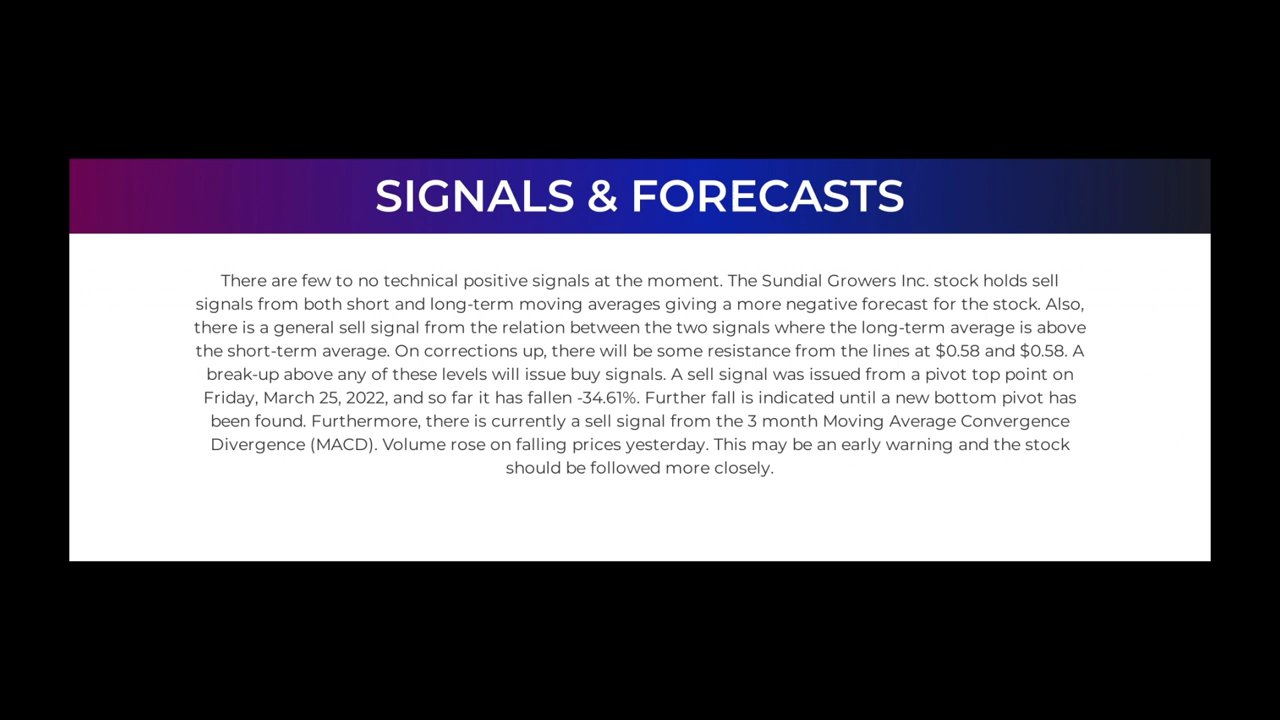 SIGNALS & FORECASTS
There are few to no technical positive signals at the moment. The Sundial Growers Inc. stock holds sell
signals from both short and long-term moving averages giving a more negative forecast for the stock. Also,
there is a general sell signal from the relation between the two signals where the long-term average is above
the short-term average. On corrections up, there will be some resistance from the lines at $0.58 and $0.58. A
break-up above any of these levels will issue buy signals. A sell signal was issued from a pivot top point on
Friday, March 25, 2022, and so far it has fallen -34.61%. Further fall is indicated until a new bottom pivot has
been found. Furthermore, there is currently a sell signal from the 3 month Moving Average Convergence
Divergence (MACD). Volume rose on falling prices yesterday. This may be an early warning and the stock
should be followed more closely.